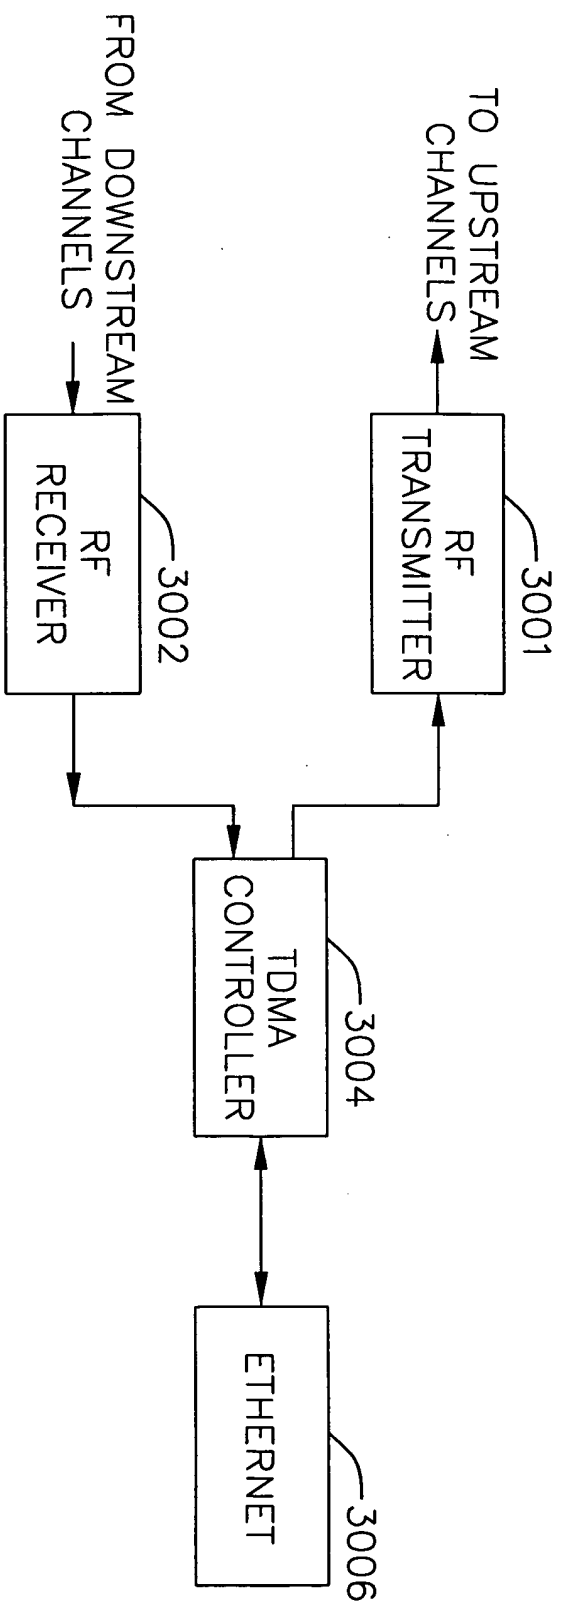 TO UPSTREAM
CHANNELS
3001
RF
TRANSMITTER
FROM DOWNSTREAM
CHANNELS
3002
RF
RECEIVER
3004
TDMA
CONTROLLER
3006
ETHERNET